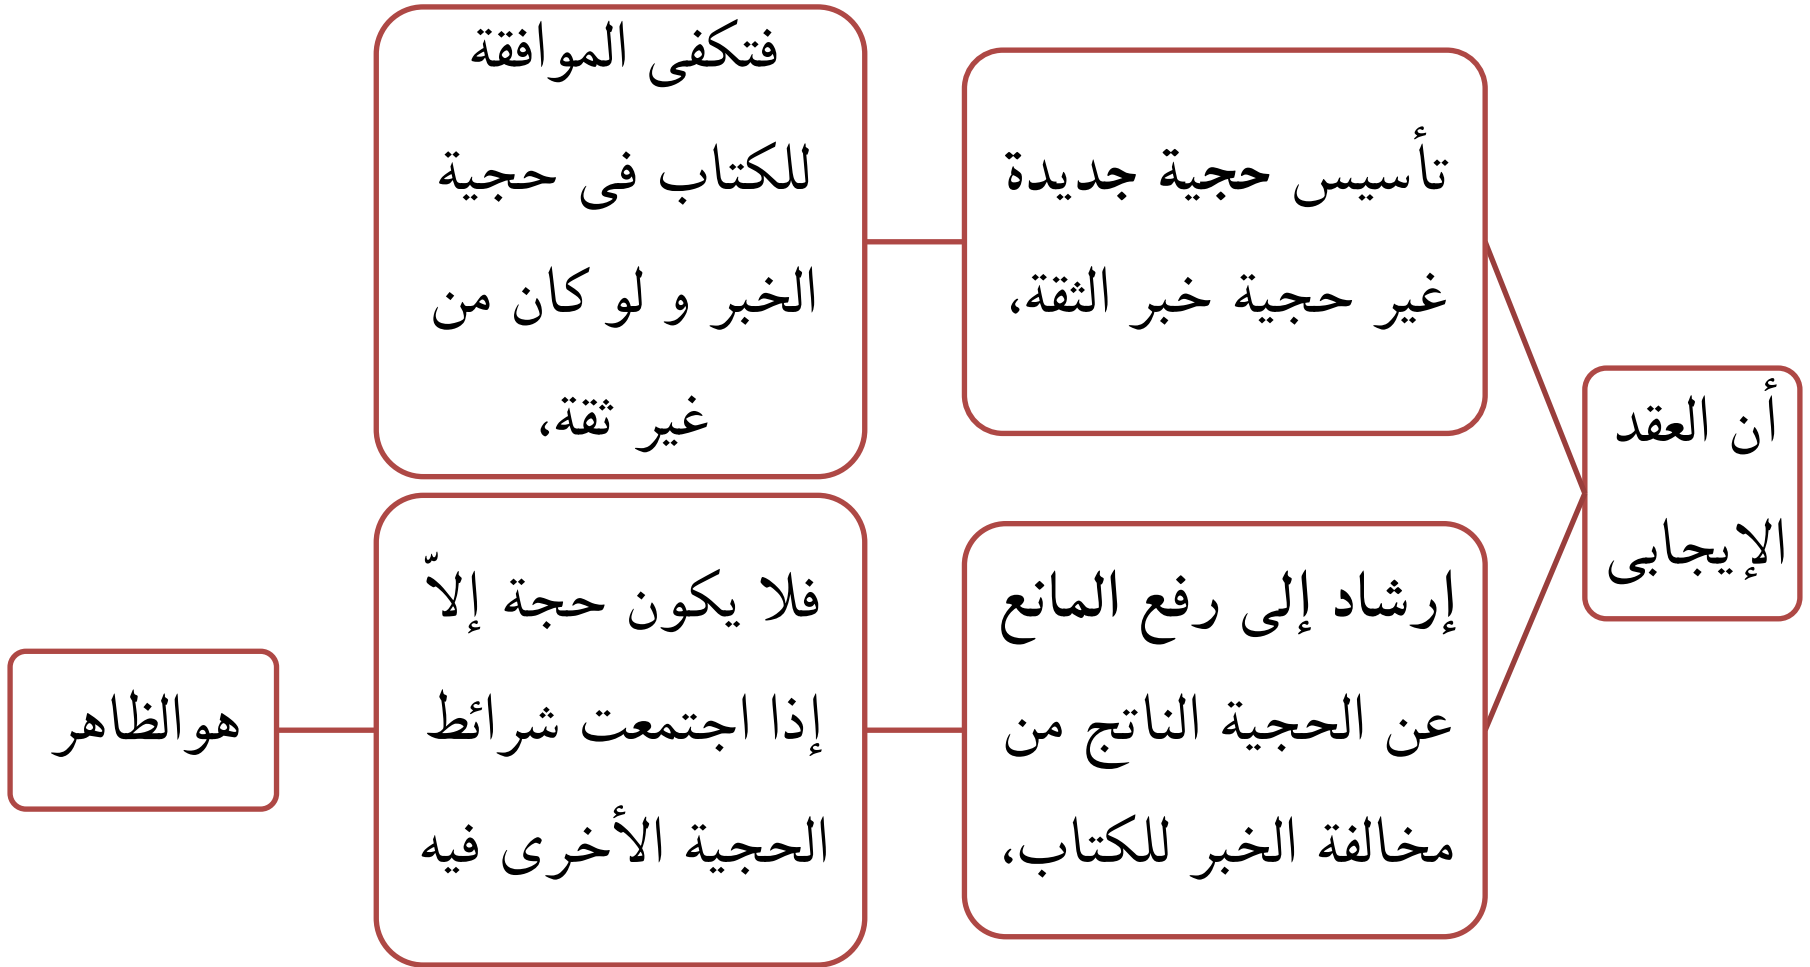 أن العقد
الإيجابى
تأسيس حجية جديدة
غير حجية خبر الثقة،
فتكفى الموافقة
للكتاب فى حجية
الخبر و لو كان من
غير ثقة،
إرشاد إلى رفع المانع
عن الحجية الناتج من
مخالفة الخبر للكتاب،
فلا يكون حجة إلاّ
إذا اجتمعت شرائط
الحجية الأخرى فيه
هوالظاهر